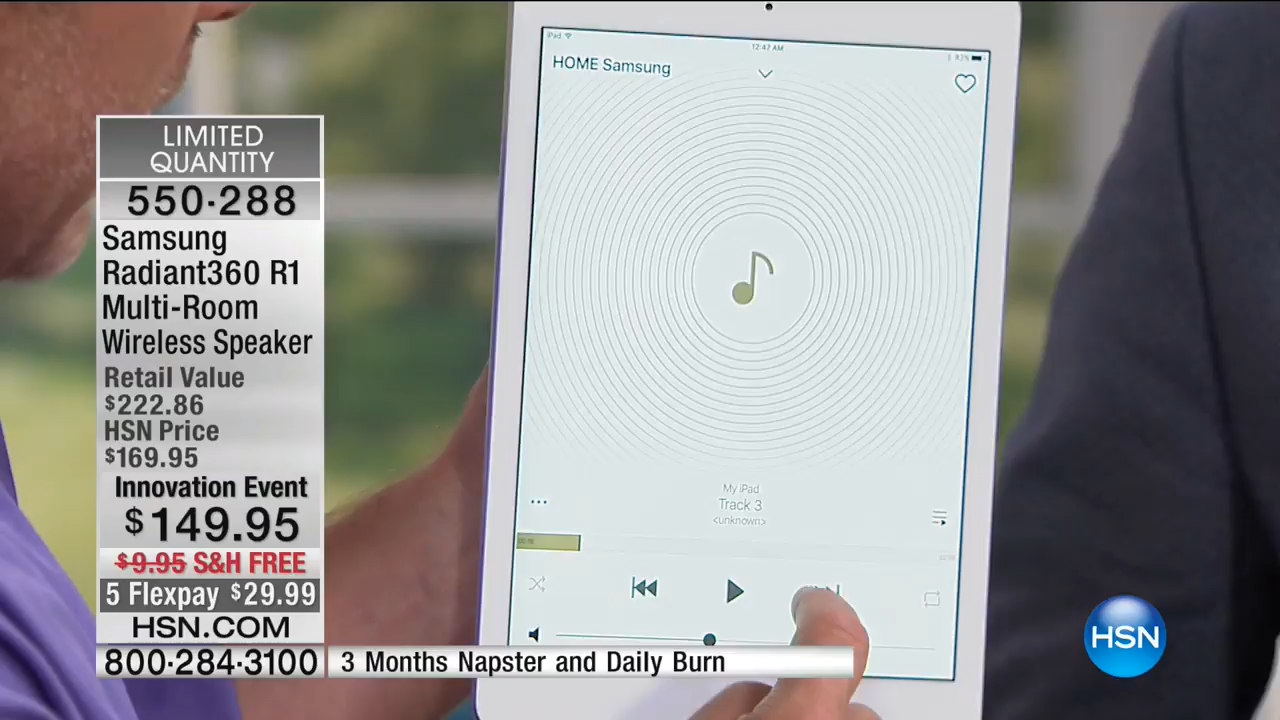 LIMITED
QUANTITY
550-288
Samsung
Radiant360 R1
Multi-Room
Wireless Speaker
Retail Value
$222.86
HSN Price
$169.95
Innovation Event
$149.95
$9.95 S&H FREE
5 Flexpay $29.99
HSN.COM
800-284-3100
3 Months Napster and Daily Burn
iPad
12:47 AM
HOME Samsung
My iPad
Track 3
<unknown>
HSN